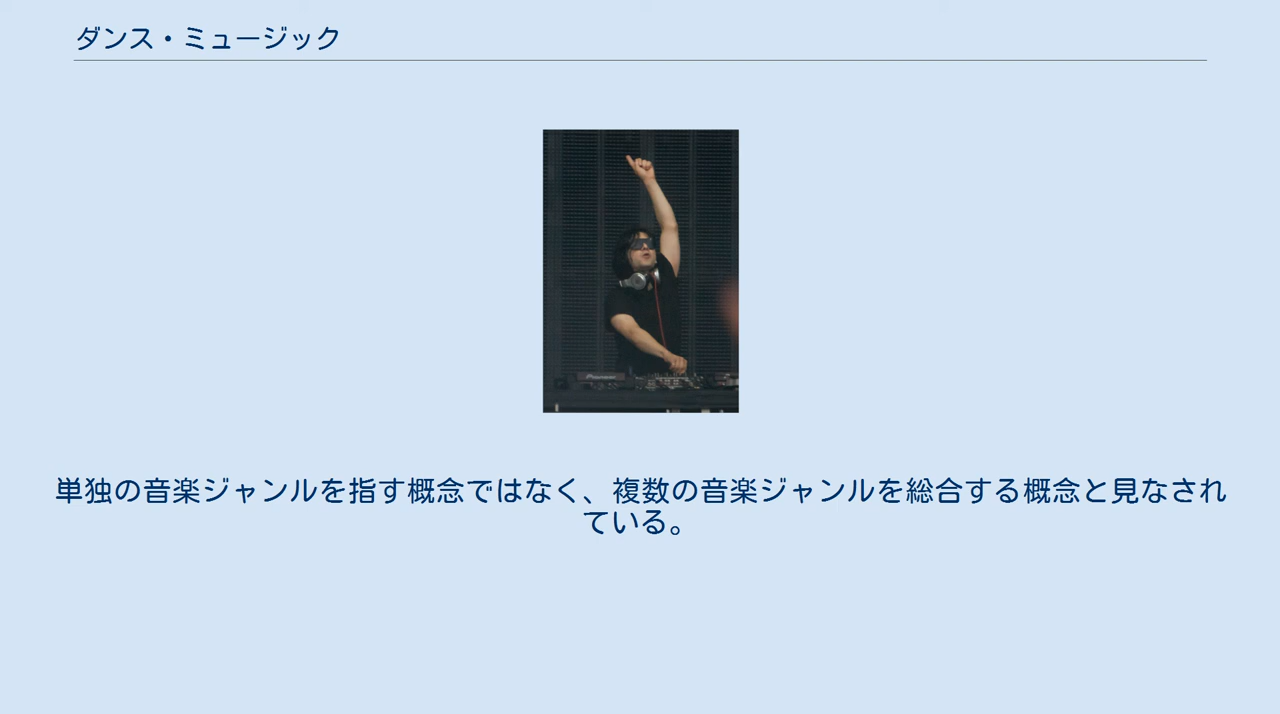 ダンス・ミュージック
単独の音楽ジャンルを指す概念ではなく、複数の音楽ジャンルを総合する概念と見なされ
ている。